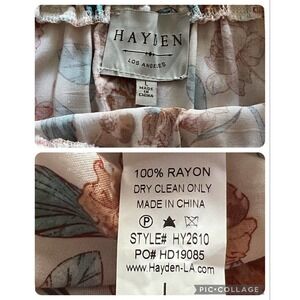 HAYDEN
LOS ANGELES
L
MADE
IN
CHINA
100% RAYON
DRY CLEAN ONLY
MADE IN CHINA
P
STYLE# HY2610
PO# HD19085
www.Hayden-LA.com
PIC•COLLAGE